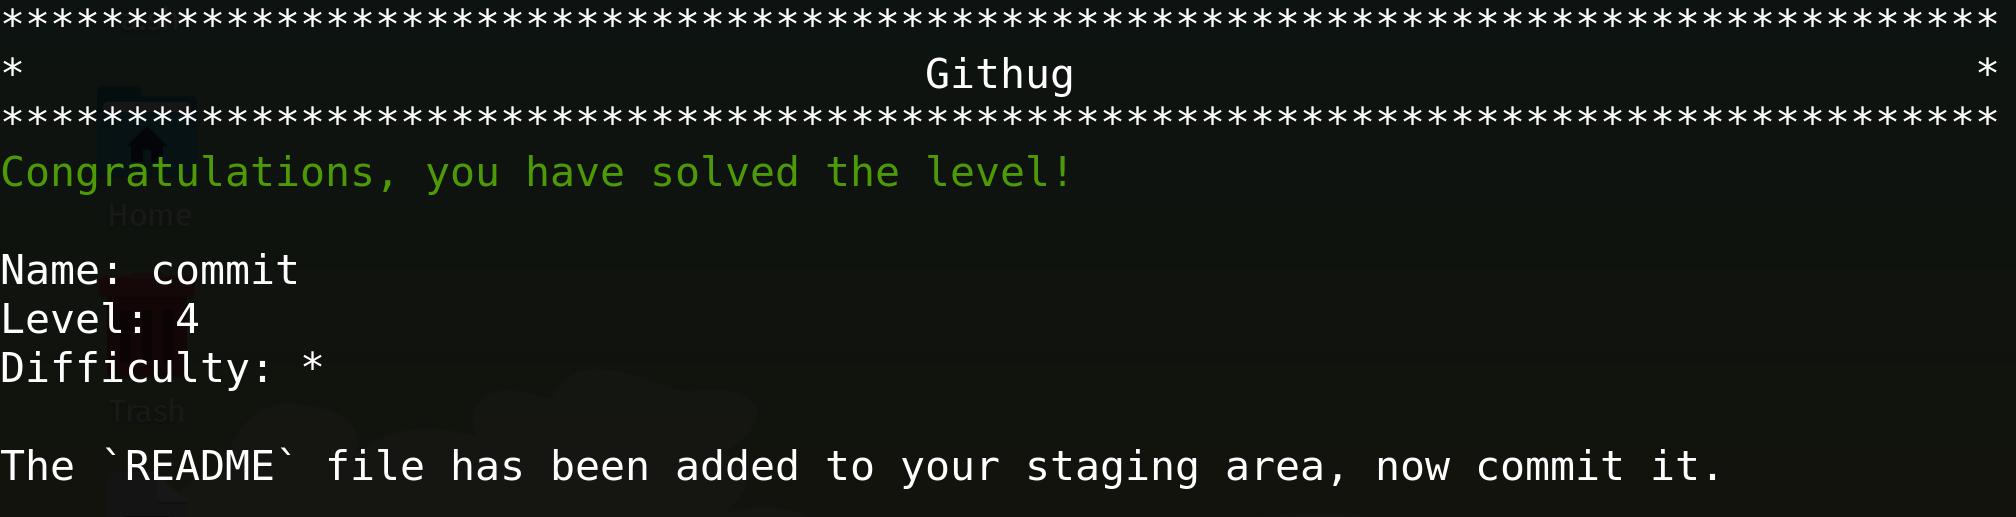 ********************************************************************************
*                                    Githug                                    *
********************************************************************************
Congratulations, you have solved the level!
Home
Name: commit
Level: 4
Difficulty: *
Trash
The `README` file has been added to your staging area, now commit it.